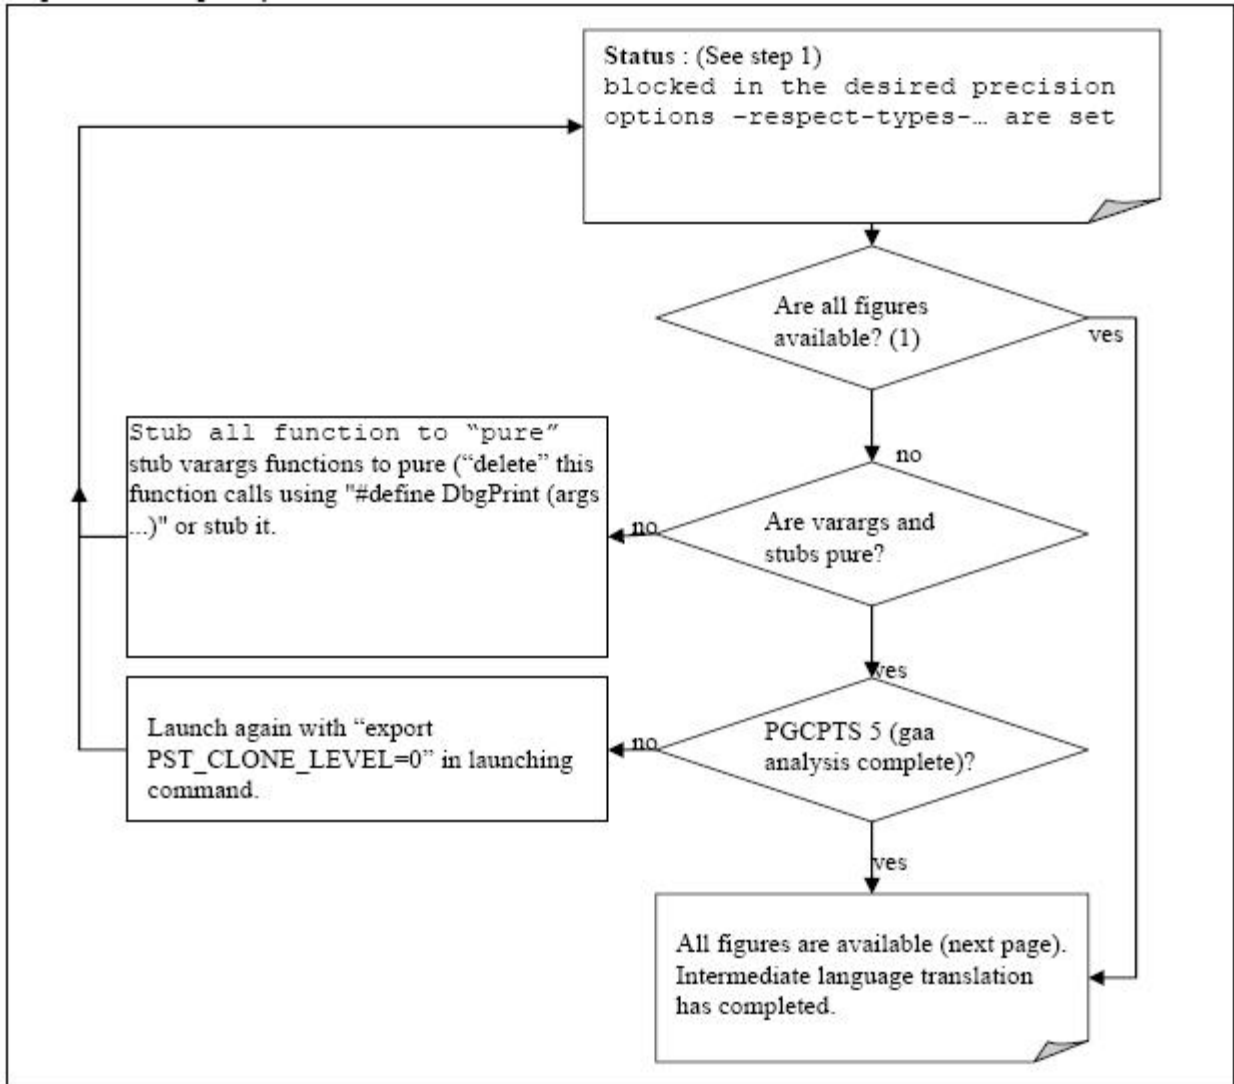 Status : (See step 1)
blocked in the desired precision
options -respect-types-… are set
Are all figures
available? (1)
yes
no
Stub all function to “pure”
stub varargs functions to pure (“delete” this
function calls using "#define DbgPrint (args
...)" or stub it.
no
Are varargs and
stubs pure?
yes
Launch again with “export
PST_CLONE_LEVEL=0” in launching
command.
no
PGCPTS 5 (gaa
analysis complete)?
yes
All figures are available (next page).
Intermediate language translation
has completed.